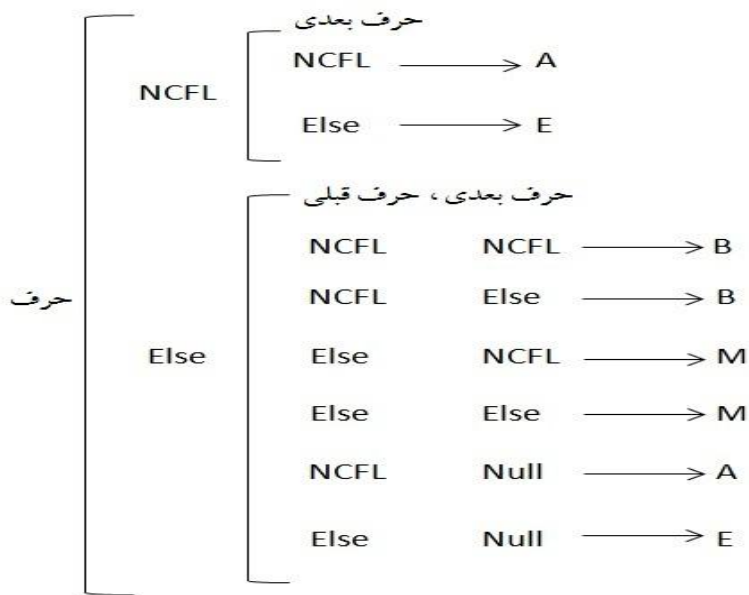 حرف بعدی
NCFL → A
NCFL
Else → E
حرف بعدی ، حرف قبلی
NCFL NCFL → B
NCFL Else → B
حرف
Else
Else NCFL → M
Else Else → M
NCFL Null → A
Else Null → E